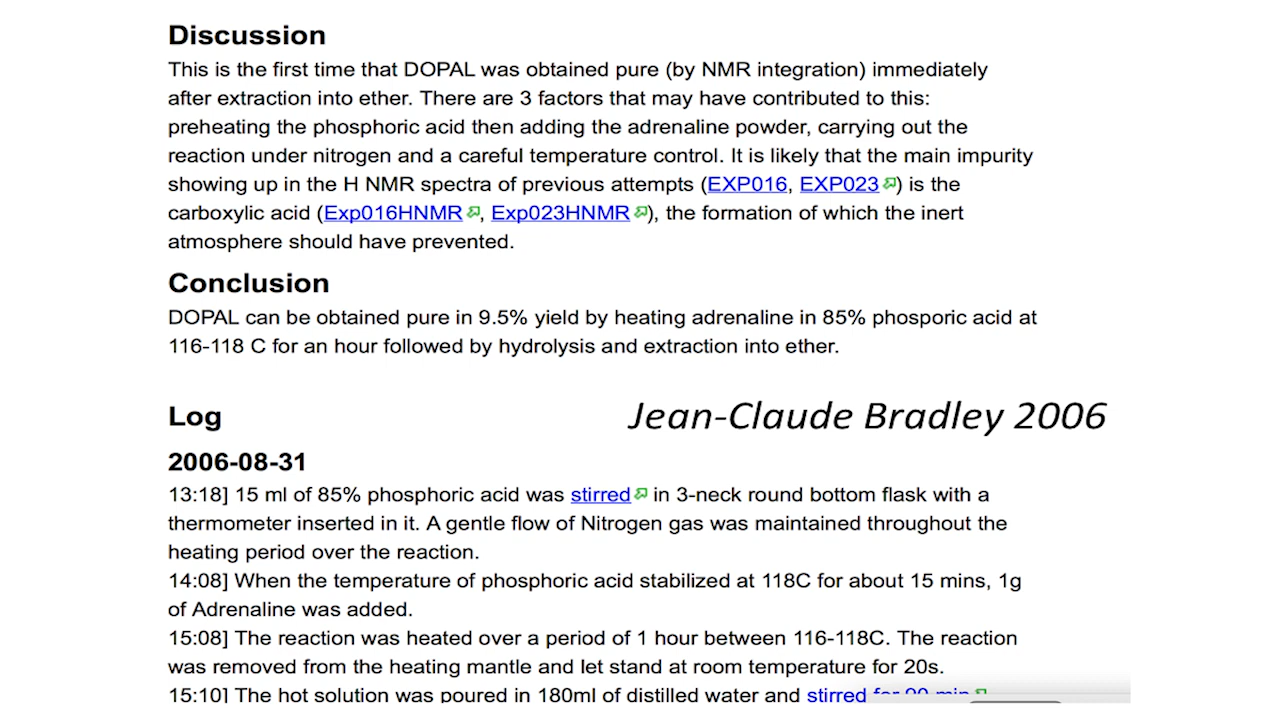 Discussion
This is the first time that DOPAL was obtained pure (by NMR integration) immediately
after extraction into ether. There are 3 factors that may have contributed to this:
preheating the phosphoric acid then adding the adrenaline powder, carrying out the
reaction under nitrogen and a careful temperature control. It is likely that the main impurity
showing up in the H NMR spectra of previous attempts (EXP016, EXP023) is the
carboxylic acid (Exp016HNMR, Exp023HNMR), the formation of which the inert
atmosphere should have prevented.
Conclusion
DOPAL can be obtained pure in 9.5% yield by heating adrenaline in 85% phosporic acid at
116-118 C for an hour followed by hydrolysis and extraction into ether.
Log
Jean-Claude Bradley 2006
2006-08-31
13:18] 15 ml of 85% phosphoric acid was stirred in 3-neck round bottom flask with a
thermometer inserted in it. A gentle flow of Nitrogen gas was maintained throughout the
heating period over the reaction.
14:08] When the temperature of phosphoric acid stabilized at 118C for about 15 mins, 1g
of Adrenaline was added.
15:08] The reaction was heated over a period of 1 hour between 116-118C. The reaction
was removed from the heating mantle and let stand at room temperature for 20s.
15:10] The hot solution was poured in 180ml of distilled water and stirred for